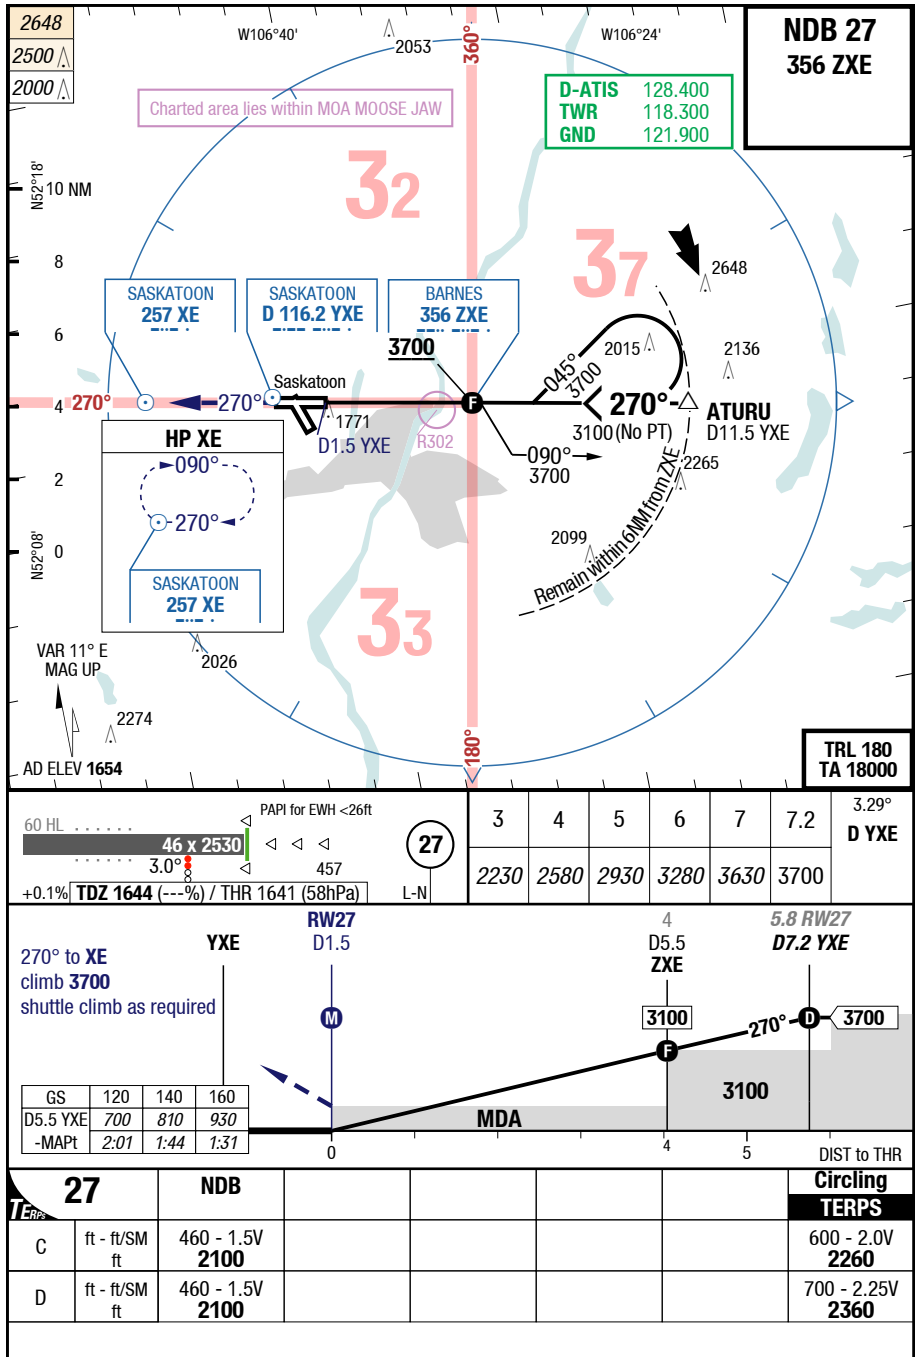 2648
2500
2000
W106°40'
2053
360°
W106°24'
NDB 27
356 ZXE
D-ATIS 128.400
TWR 118.300
GND 121.900
Charted area lies within MOA MOOSE JAW
N52°18'
10 NM
8
6
4
2
0
N52°08'
32
37
33
2648
SASKATOON
257 XE
SASKATOON
D 116.2 YXE
BARNES
356 ZXE
3700
2015
2136
045°
3700
Saskatoon
270°
270°
F
270°
ATURU
D11.5 YXE
3100 (No PT)
1771
D1.5 YXE
R302
090°
3700
2265
2099
Remain within 6NM from ZXE
HP XE
090°
270°
SASKATOON
257 XE
2026
VAR 11° E
MAG UP
2274
AD ELEV 1654
180°
TRL 180
TA 18000
60 HL
PAPI for EWH <26ft
46 x 2530
3.0°
457
+0.1%
TDZ 1644 (---%) / THR 1641 (58hPa)
27
L-N
3 4 5 6 7 7.2 3.29°
D YXE
2230 2580 2930 3280 3630 3700
270° to XE
climb 3700
shuttle climb as required
YXE
RW27
D1.5
4
D5.5
ZXE
5.8 RW27
D7.2 YXE
M
3100
F
270°
D
3700
3100
MDA
GS 120 140 160
D5.5 YXE 700 810 930
-MAPt 2:01 1:44 1:31
0
4
5
DIST to THR
TERPS
27
NDB
Circling
TERPS
C
ft - ft/SM
ft
460 - 1.5V
2100
600 - 2.0V
2260
D
ft - ft/SM
ft
460 - 1.5V
2100
700 - 2.25V
2360